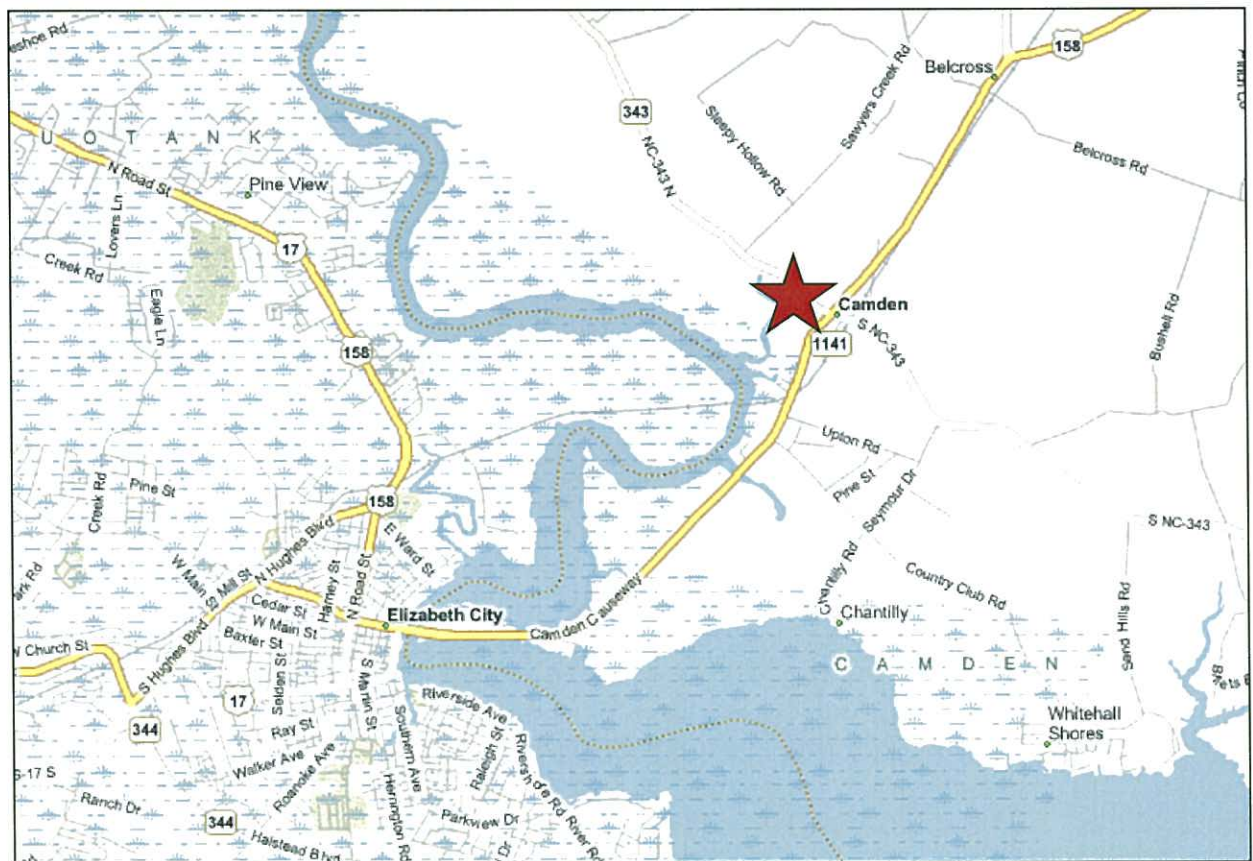 158
Belcross
343
Sawyers Creek Rd
Sleepy Hollow Rd
NC-343 N
Belcross Rd
U O T A N K
N Road St
Pine View
Lovers Ln
17
Creek Rd
Eagle Ln
Camden
S NC-343
1141
Bushell Rd
158
Upton Rd
Pine St
Seymour Dr
Creek Rd
Pine St
158
S NC-343
N Hughes Blvd
E Ward St
W Main
S Mill St
Harney St
N Road St
Country Club Rd
Chantilly Rd
Sand Hills Rd
Cedar St
W Main St
Elizabeth City
Camden Causeway
Chantilly
Baxter St
W Church St
S Hughes Blvd
C A M D E N
Selden St
S Martin St
17
Riverside Ave
Whitehall
Shores
344
Ray St
Southern Ave
Raleigh St
Rivershore Rd
Walker Ave
Roanoke Ave
S-17 S
Ranch Dr
Herrington Rd
Parkview Dr
River Rd
344
Halstead Blvd
Dr